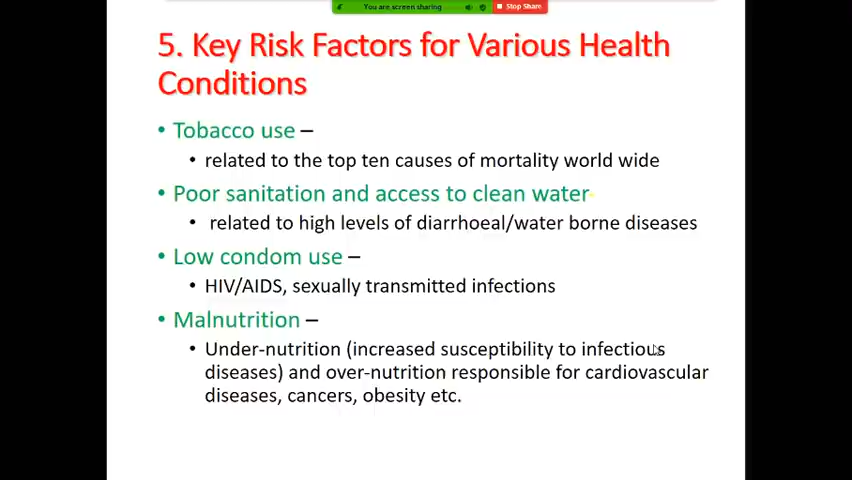 You are screen sharing
Stop Share
5. Key Risk Factors for Various Health
Conditions
• Tobacco use –
• related to the top ten causes of mortality world wide
• Poor sanitation and access to clean water-
• related to high levels of diarrhoeal/water borne diseases
• Low condom use –
• HIV/AIDS, sexually transmitted infections
• Malnutrition –
• Under-nutrition (increased susceptibility to infectious
diseases) and over-nutrition responsible for cardiovascular
diseases, cancers, obesity etc.